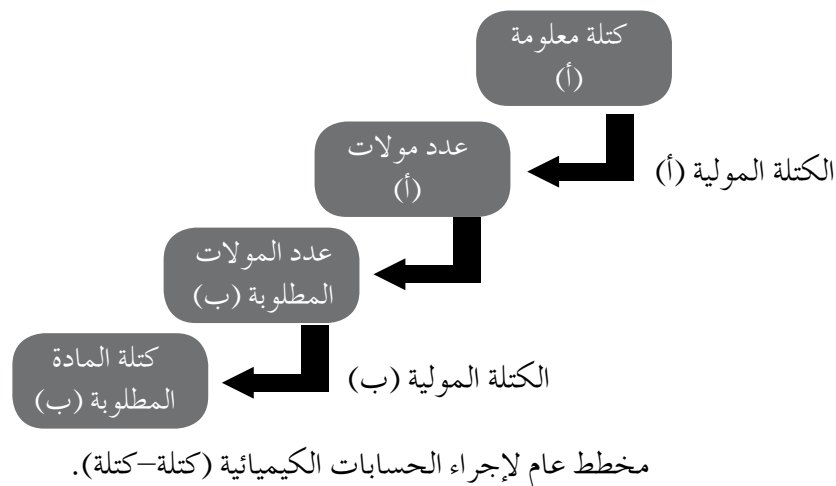 كتلة معلومة
(أ)
الكتلة المولية (أ)
عدد مولات
(أ)
عدد المولات
المطلوبة (ب)
الكتلة المولية (ب)
كتلة المادة
المطلوبة (ب)
مخطط عام لإجراء الحسابات الكيميائية (كتلة–كتلة).